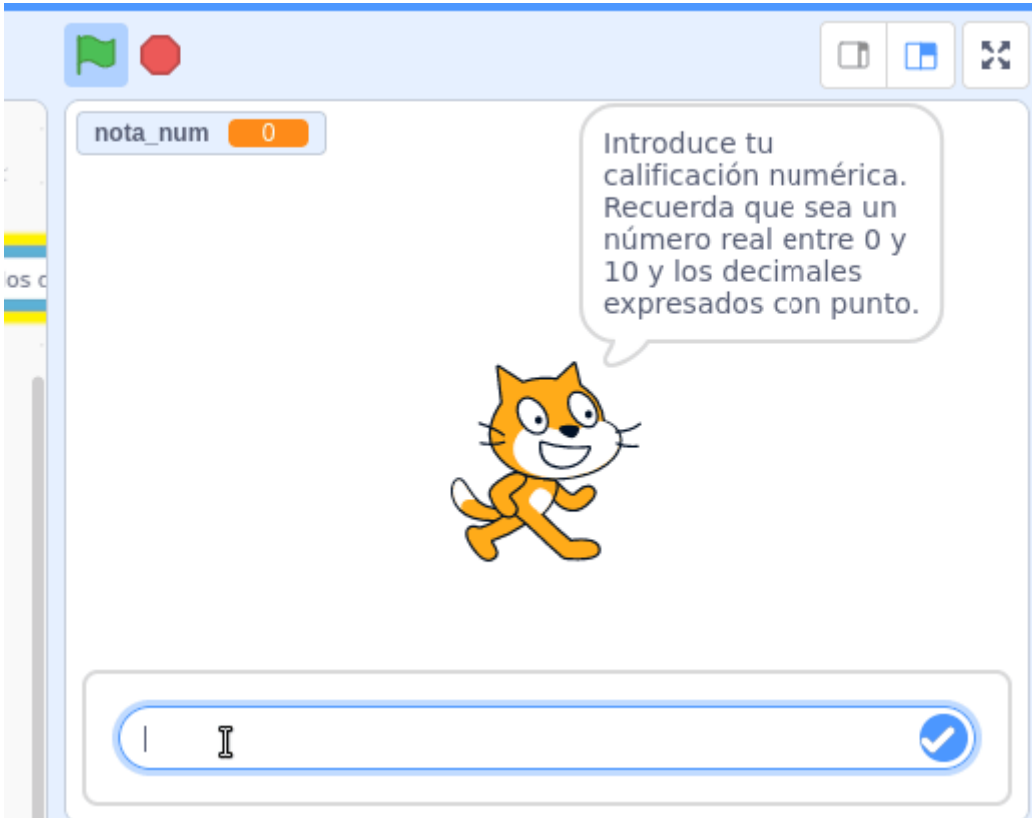 nota_num 0
Introduce tu
calificación numérica.
Recuerda que sea un
número real entre 0 y
10 y los decimales
expresados con punto.